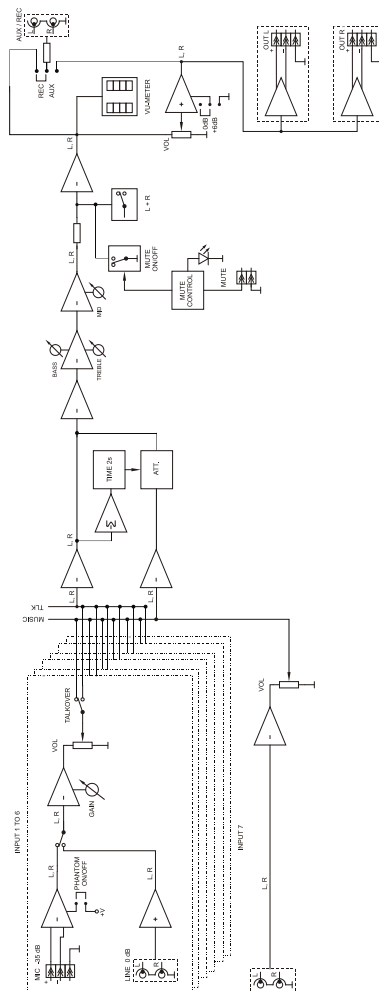 AUX / REC
L
R
REC
AUX
L, R
VU-METER
L, R
+
VOL
0dB
+6dB
OUT L
+
-
OUT R
+
-
L + R
MUTE
ON/OFF
MUTE
CONTROL
MUTE
L, R
MID
BASS
TREBLE
TIME 2s
ATT.
Σ
L, R
L, R
L, R
TLK
MUSIC
TALKOVER
INPUT 1 TO 6
VOL
L, R
GAIN
L, R
L, R
PHANTOM
ON/OFF
+V
MIC -35 dB
+
-
LINE 0 dB
L
R
+
INPUT 7
VOL
L, R
L
R